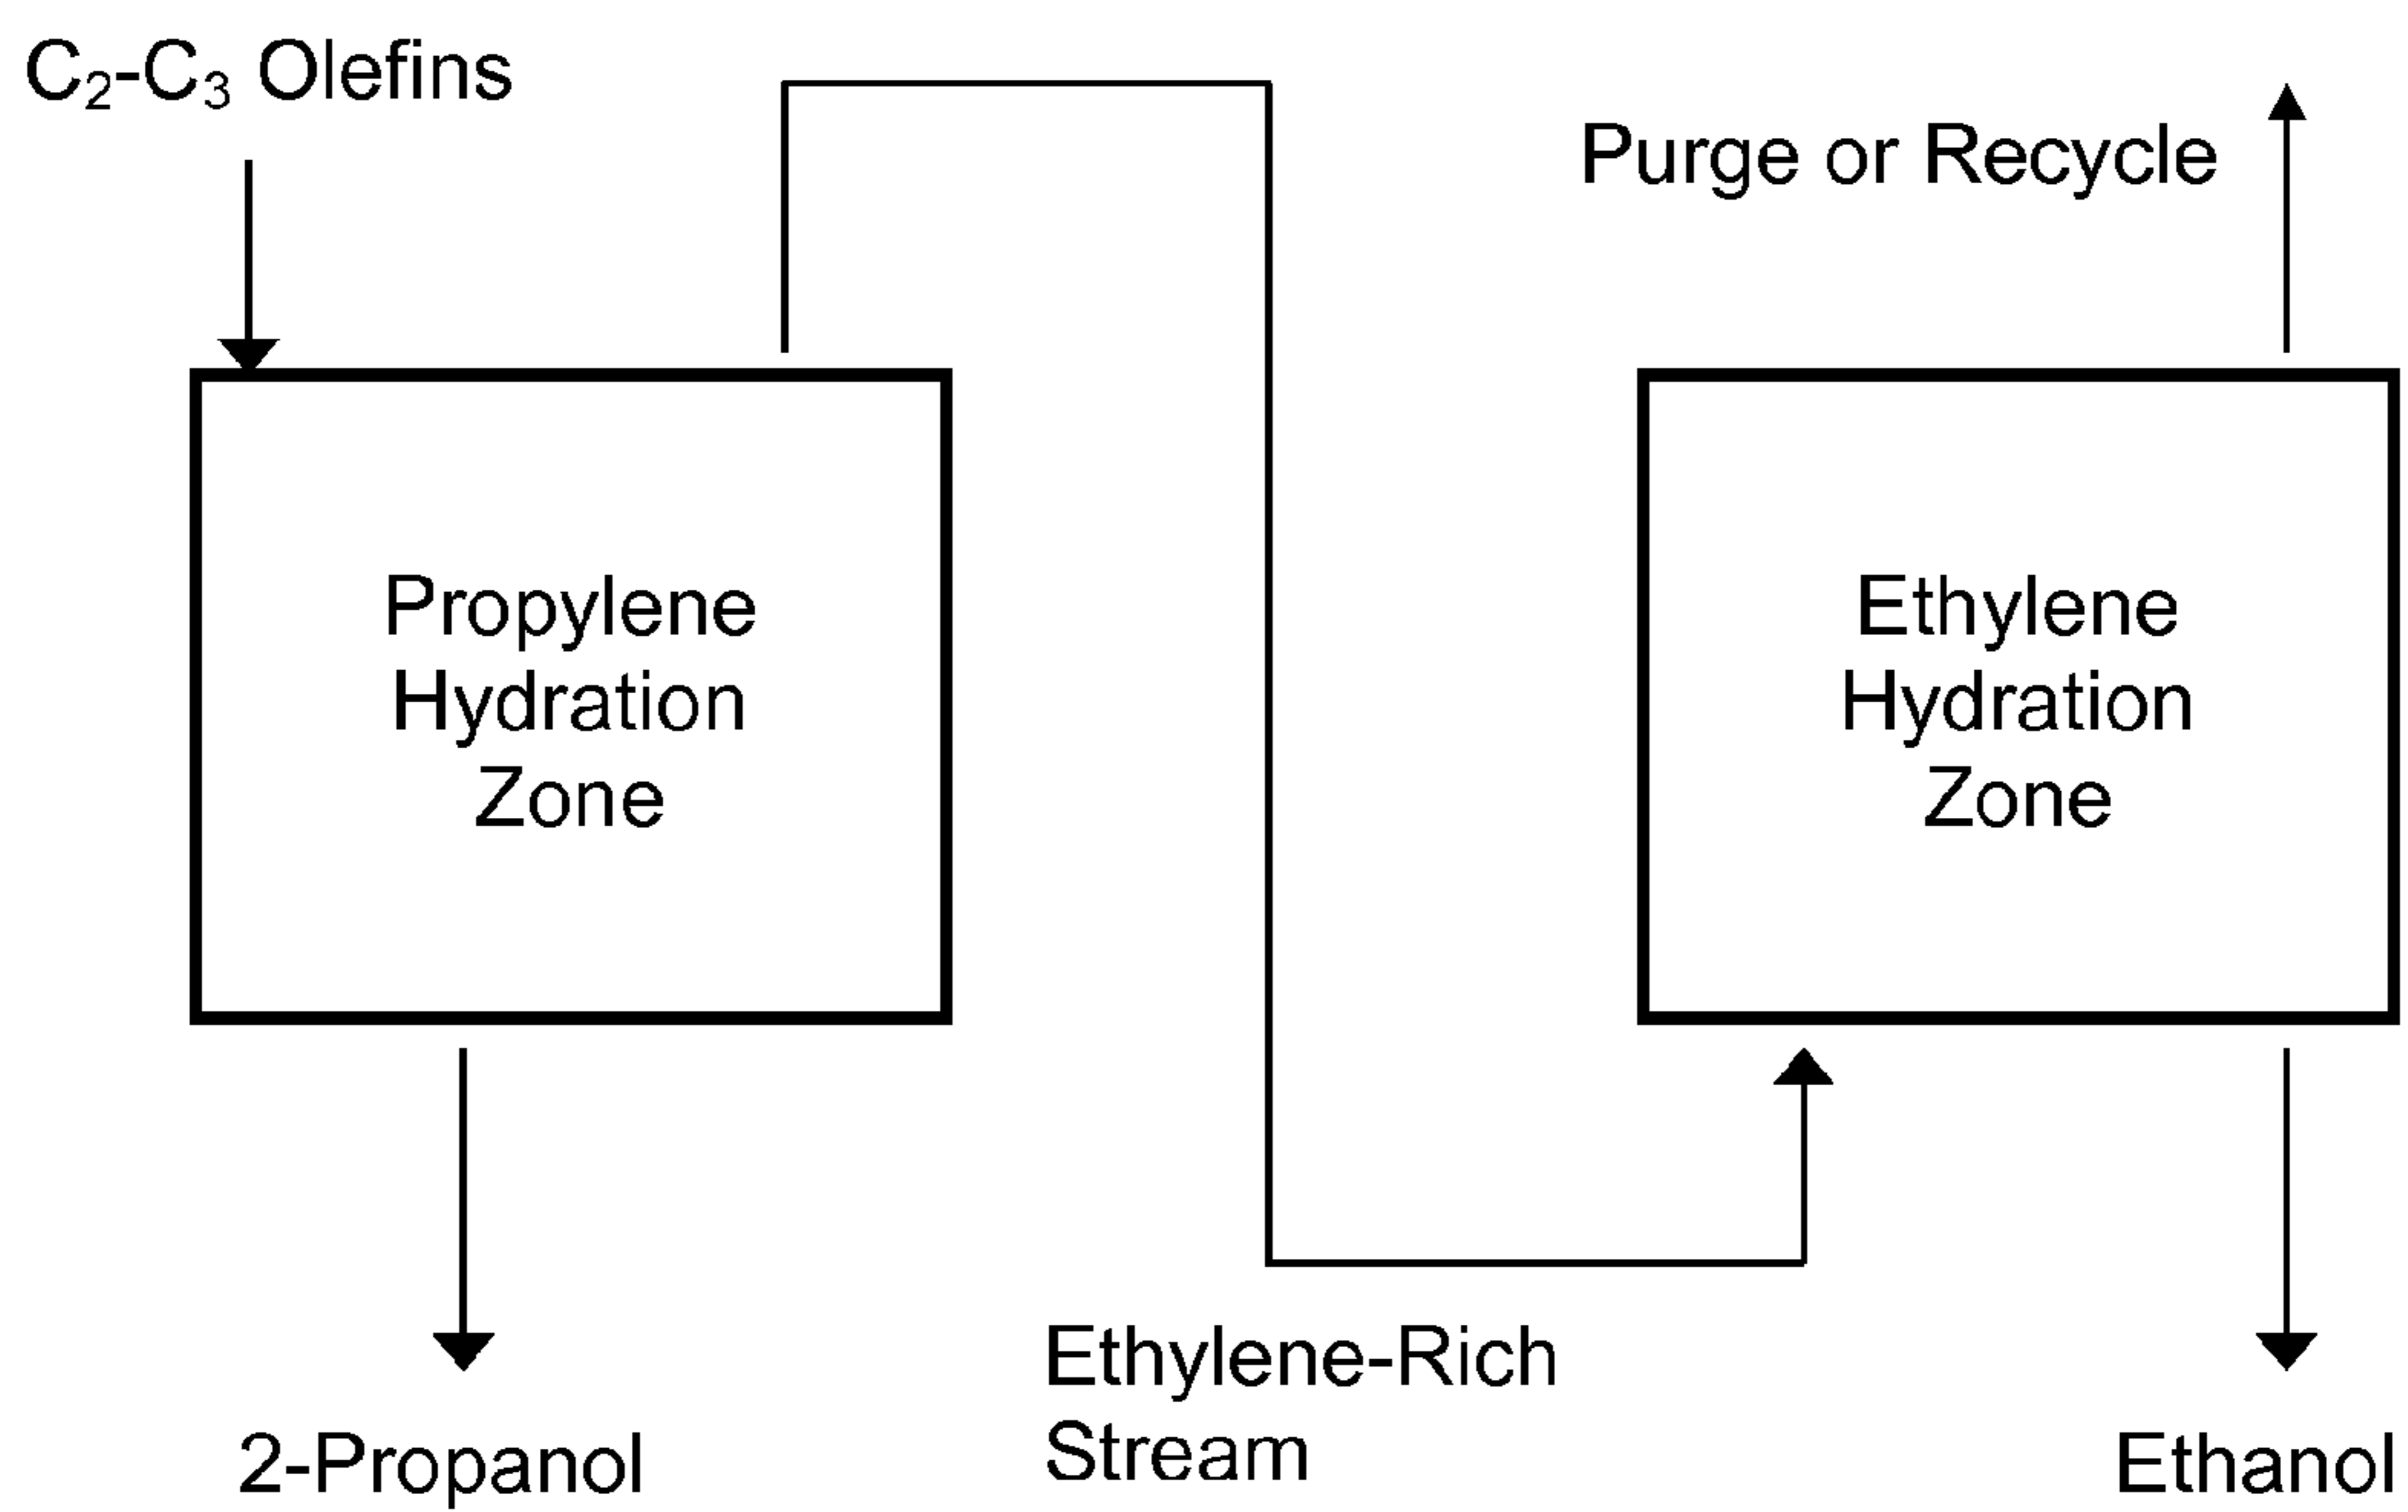 C₂-C₃ Olefins
Purge or Recycle
Propylene
Hydration
Zone
Ethylene
Hydration
Zone
Ethylene-Rich
Stream
2-Propanol
Ethanol